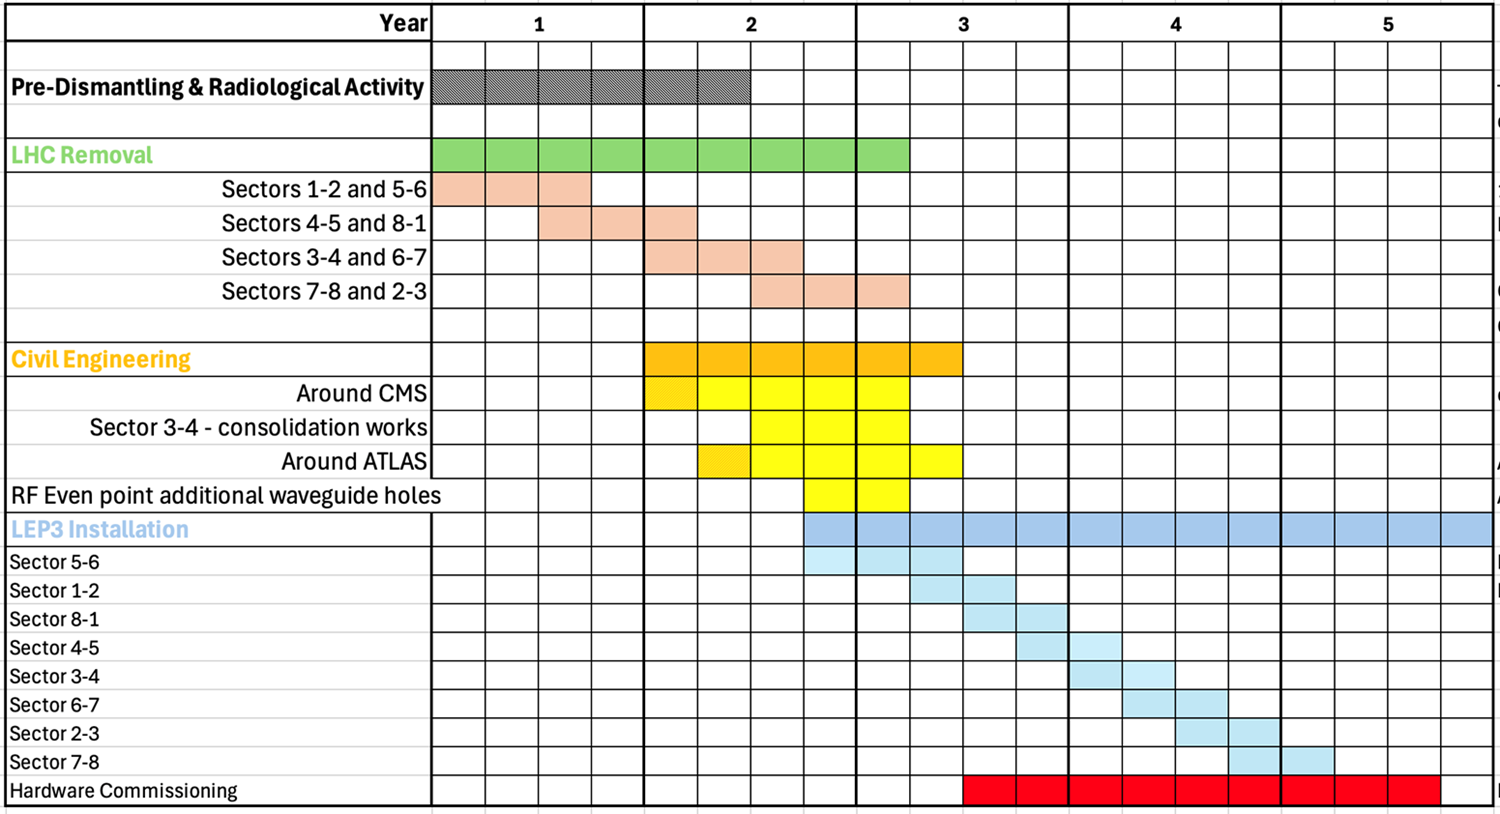 Year 1 2 3 4 5
Pre-Dismantling & Radiological Activity
LHC Removal
Sectors 1-2 and 5-6
Sectors 4-5 and 8-1
Sectors 3-4 and 6-7
Sectors 7-8 and 2-3
Civil Engineering
Around CMS
Sector 3-4 - consolidation works
Around ATLAS
RF Even point additional waveguide holes
LEP3 Installation
Sector 5-6
Sector 1-2
Sector 8-1
Sector 4-5
Sector 3-4
Sector 6-7
Sector 2-3
Sector 7-8
Hardware Commissioning